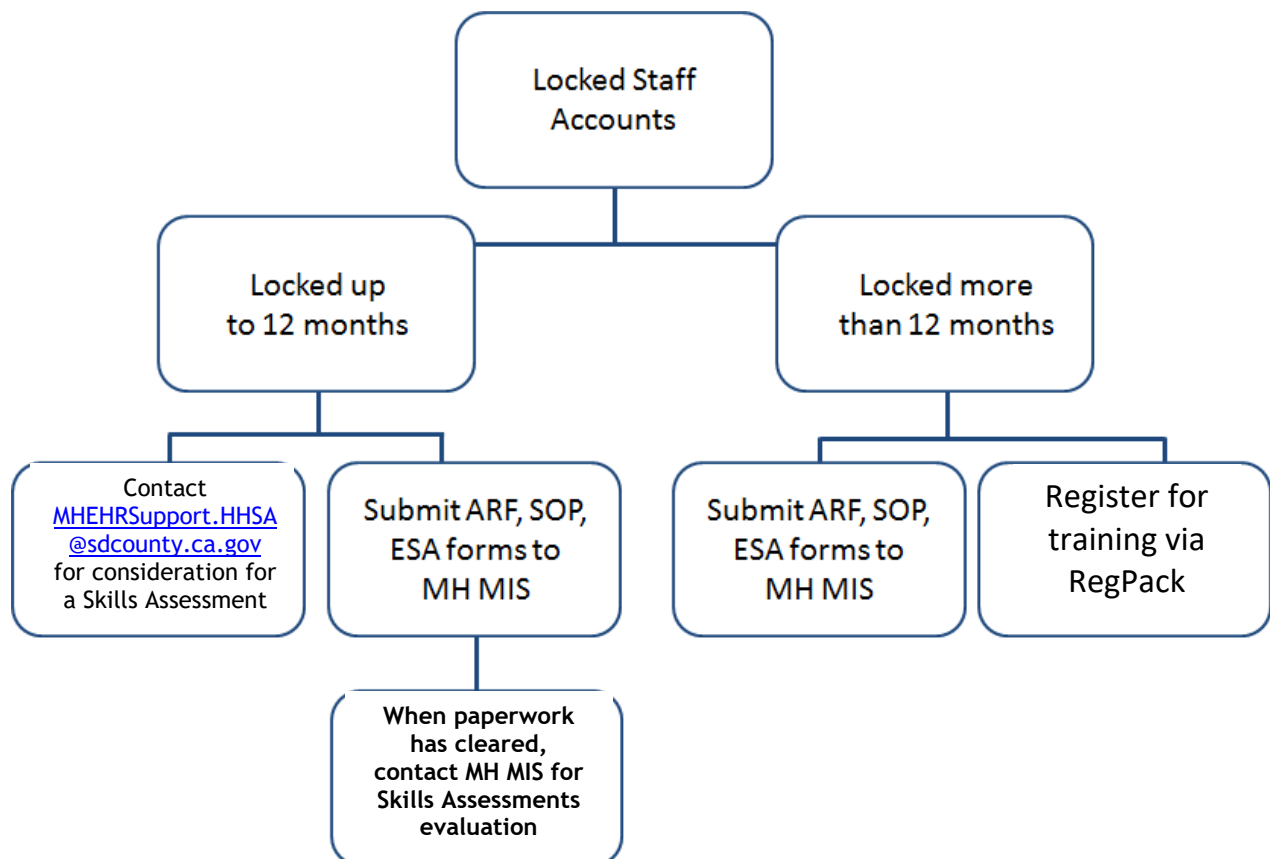 Locked Staff
Accounts
Locked up
to 12 months
Locked more
than 12 months
Contact
MHEHRSupport.HHSA
@sdcounty.ca.gov
for consideration for
a Skills Assessment
Submit ARF, SOP,
ESA forms to
MH MIS
Submit ARF, SOP,
ESA forms to
MH MIS
Register for
training via
RegPack
When paperwork
has cleared,
contact MH MIS for
Skills Assessments
evaluation